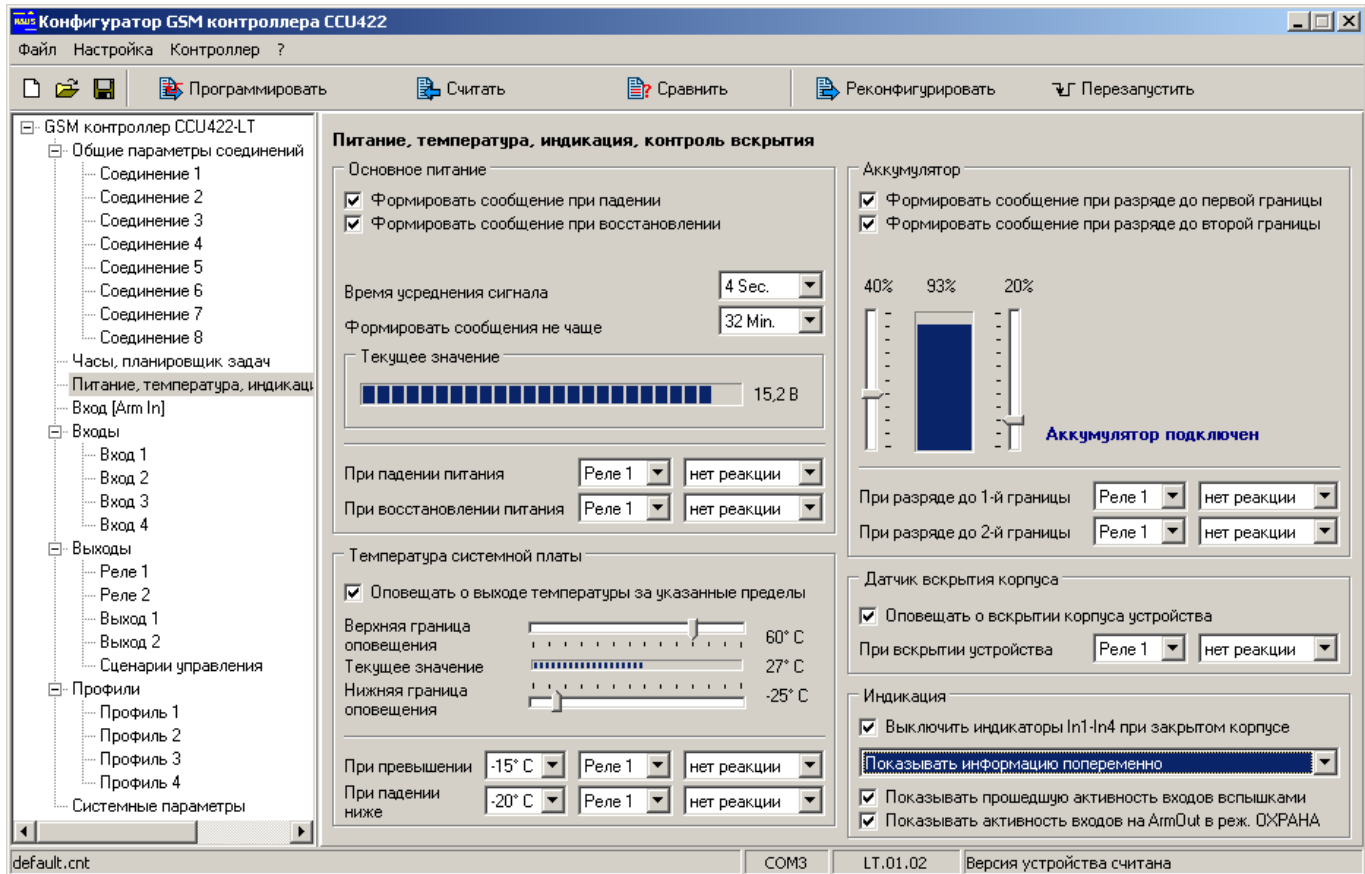 Конфигуратор GSM контроллера CCU422
Файл Настройка Контроллер ?
Программировать Считать Сравнить Реконфигурировать Перезапустить
GSM контроллер CCU422-LT
Общие параметры соединений
Соединение 1
Соединение 2
Соединение 3
Соединение 4
Соединение 5
Соединение 6
Соединение 7
Соединение 8
Часы, планировщик задач
Питание, температура, индикаци
Вход [Arm In]
Входы
Вход 1
Вход 2
Вход 3
Вход 4
Выходы
Реле 1
Реле 2
Выход 1
Выход 2
Сценарии управления
Профили
Профиль 1
Профиль 2
Профиль 3
Профиль 4
Системные параметры
Питание, температура, индикация, контроль вскрытия
Основное питание
Формировать сообщение при падении
Формировать сообщение при восстановлении
Время усреднения сигнала 4 Sec.
Формировать сообщения не чаще 32 Min.
Текущее значение
15,2 В
При падении питания Реле 1 нет реакции
При восстановлении питания Реле 1 нет реакции
Температура системной платы
Оповещать о выходе температуры за указанные пределы
Верхняя граница
оповещения 60° C
Текущее значение 27° C
Нижняя граница
оповещения -25° C
При превышении -15° C Реле 1 нет реакции
При падении
ниже -20° C Реле 1 нет реакции
Аккумулятор
Формировать сообщение при разряде до первой границы
Формировать сообщение при разряде до второй границы
40% 93% 20%
Аккумулятор подключен
При разряде до 1-й границы Реле 1 нет реакции
При разряде до 2-й границы Реле 1 нет реакции
Датчик вскрытия корпуса
Оповещать о вскрытии корпуса устройства
При вскрытии устройства Реле 1 нет реакции
Индикация
Выключить индикаторы In1-In4 при закрытом корпусе
Показывать информацию попеременно
Показывать прошедшую активность входов вспышками
Показывать активность входов на ArmOut в реж. ОХРАНА
default.cnt COM3 LT.01.02 Версия устройства считана